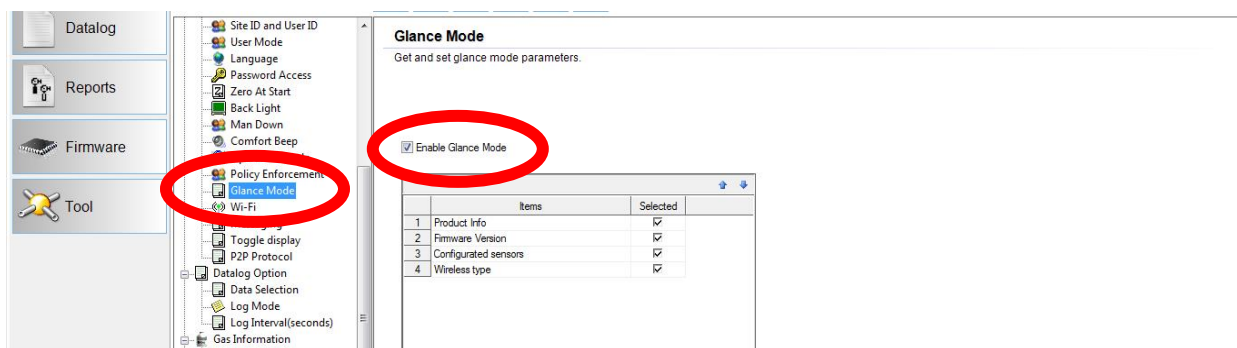 Datalog
Reports
Firmware
Tool
Site ID and User ID
User Mode
Language
Password Access
Zero At Start
Back Light
Man Down
Comfort Beep
Policy Enforcement
Glance Mode
Wi-Fi
Toggle display
P2P Protocol
Datalog Option
Data Selection
Log Mode
Log Interval(seconds)
Gas Information
Glance Mode
Get and set glance mode parameters.
Enable Glance Mode
Items Selected
1 Product Info
2 Firmware Version
3 Configurated sensors
4 Wireless type